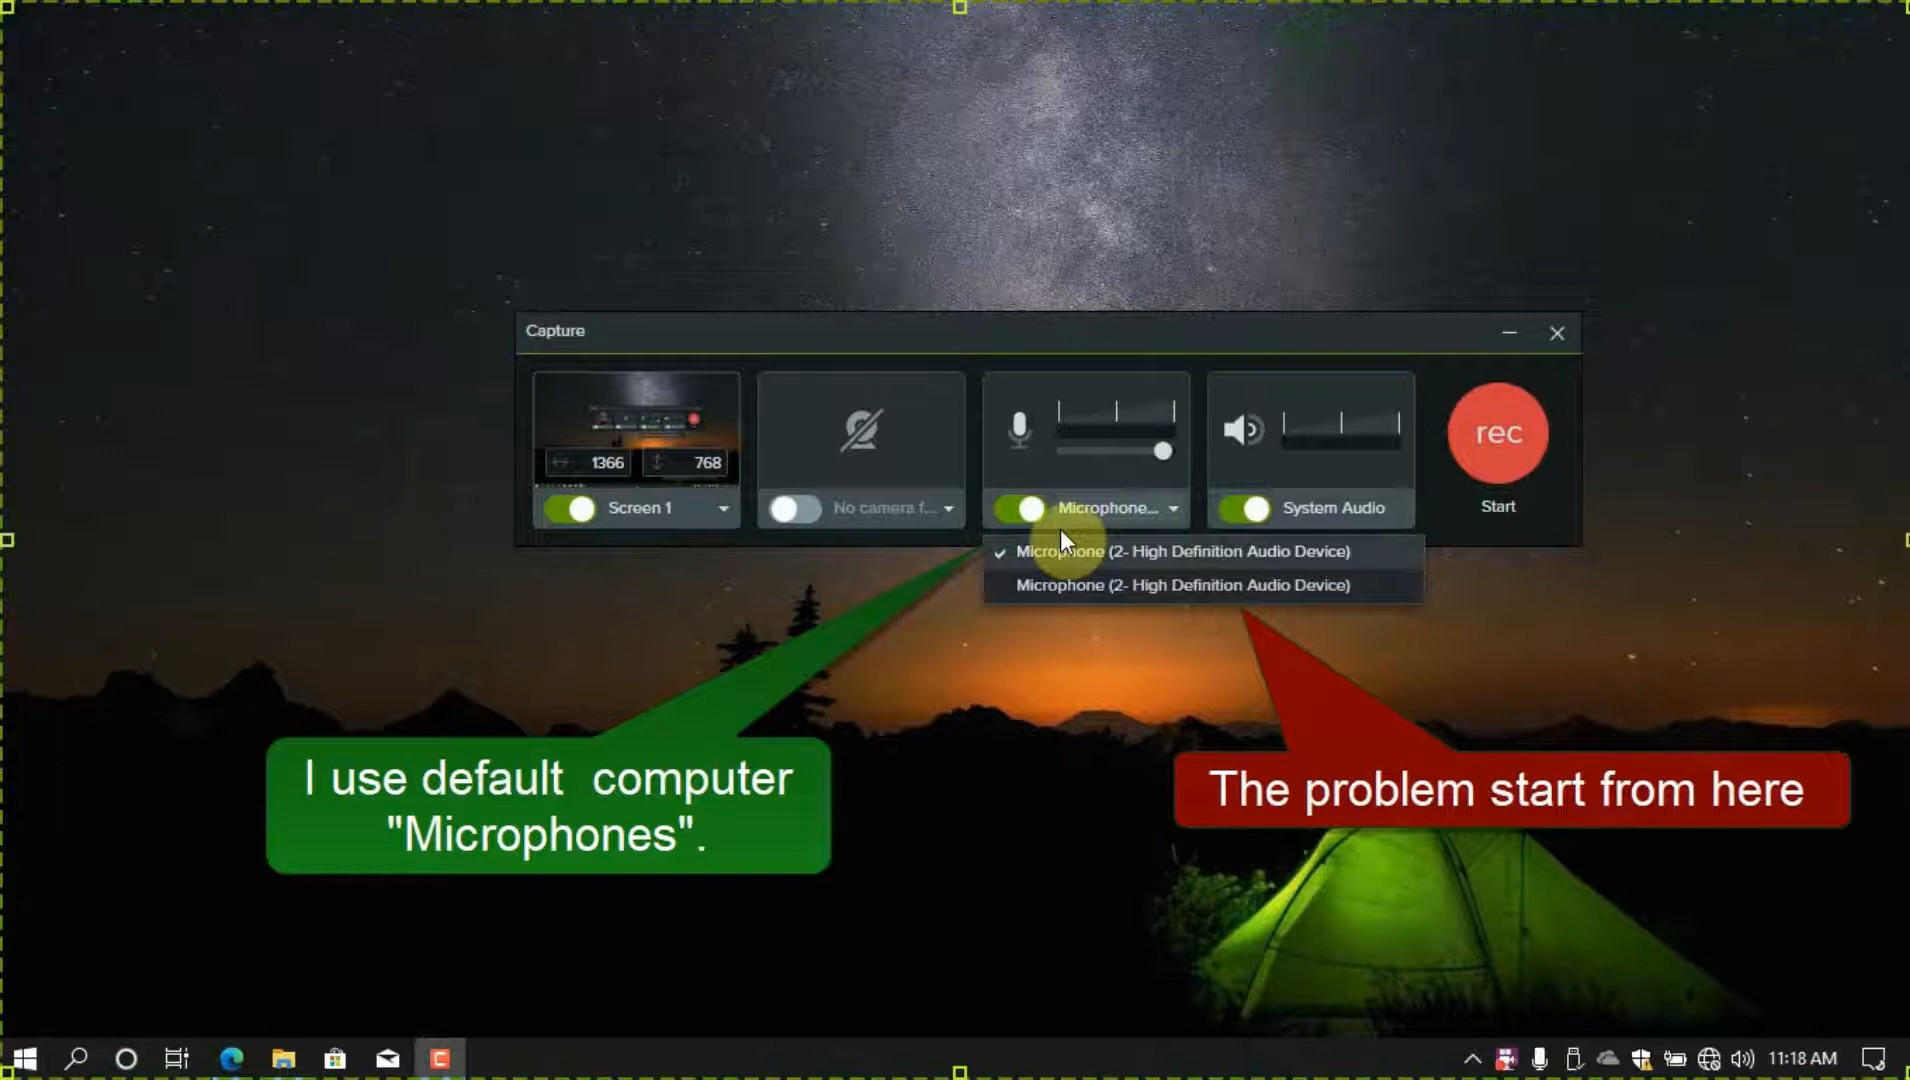 Capture
1366
768
Screen 1
No camera f...
Microphone...
System Audio
rec
Start
Microphone (2- High Definition Audio Device)
Microphone (2- High Definition Audio Device)
I use default computer
"Microphones".
The problem start from here
11:18 AM